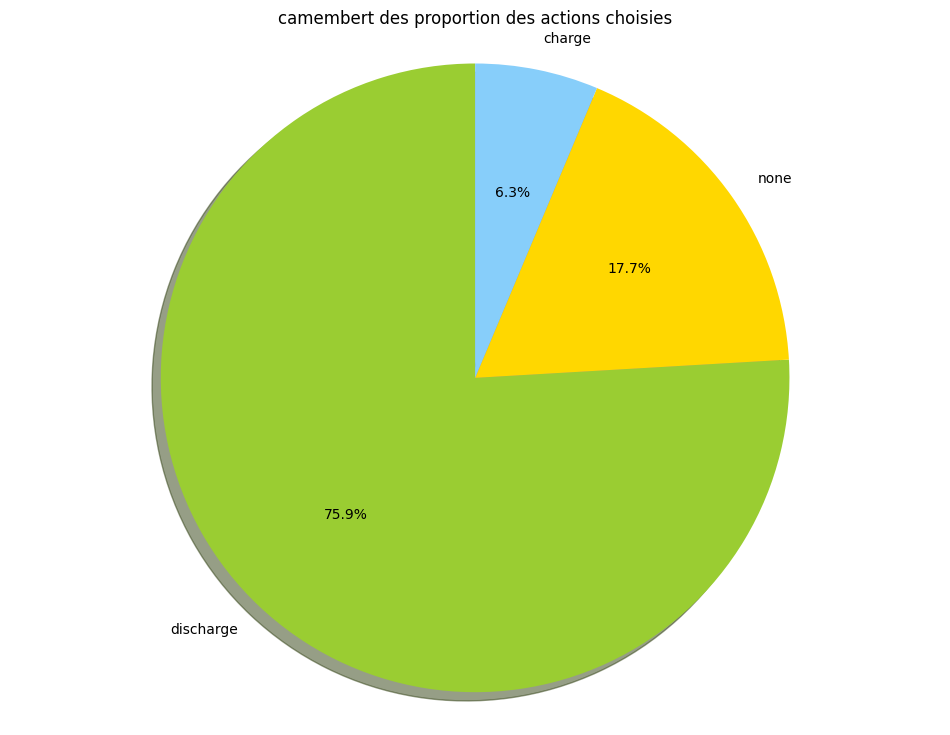 camembert des proportion des actions choisies
charge
none
6.3%
17.7%
75.9%
discharge